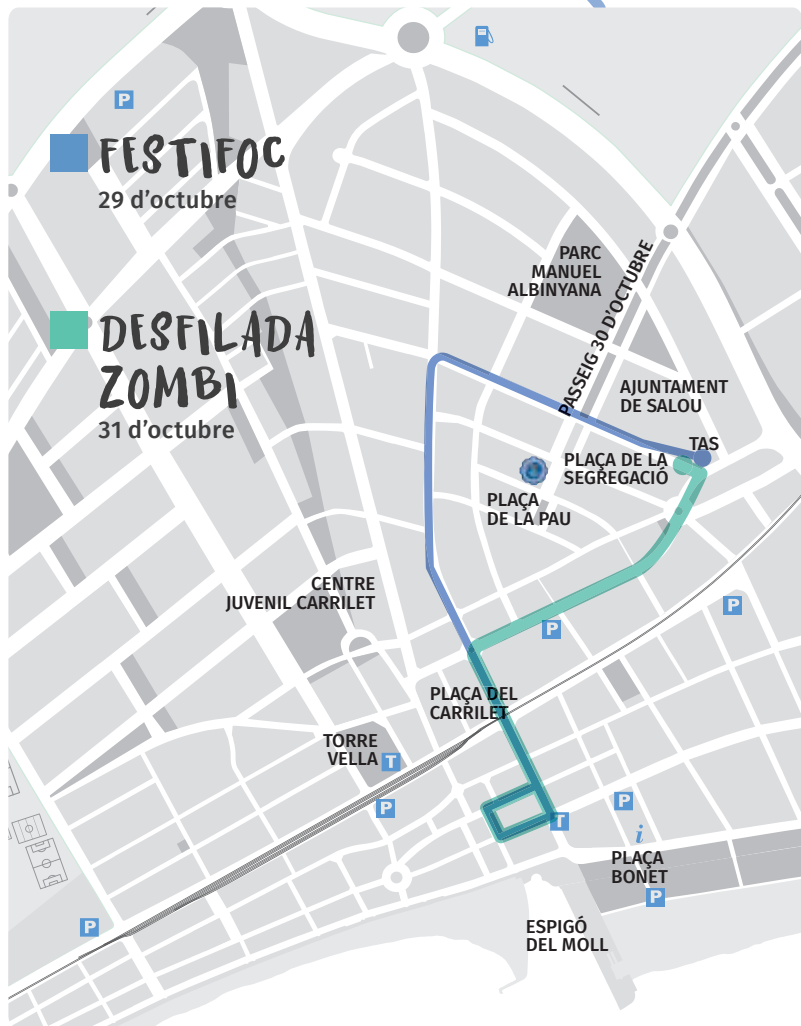 P
FESTIFOC
29 d'octubre
PARC
MANUEL
ALBINYANA
PASSEIG 30 D'OCTUBRE
DESFILADA
ZOMBI
31 d'octubre
AJUNTAMENT
DE SALOU
TAS
PLAÇA DE LA
SEGREGACIÓ
PLAÇA
DE LA PAU
CENTRE
JUVENIL CARRILET
P
P
PLAÇA DEL
CARRILET
TORRE
VELLA T
P
P
T
i
PLAÇA
BONET
P
P
ESPIGÓ
DEL MOLL